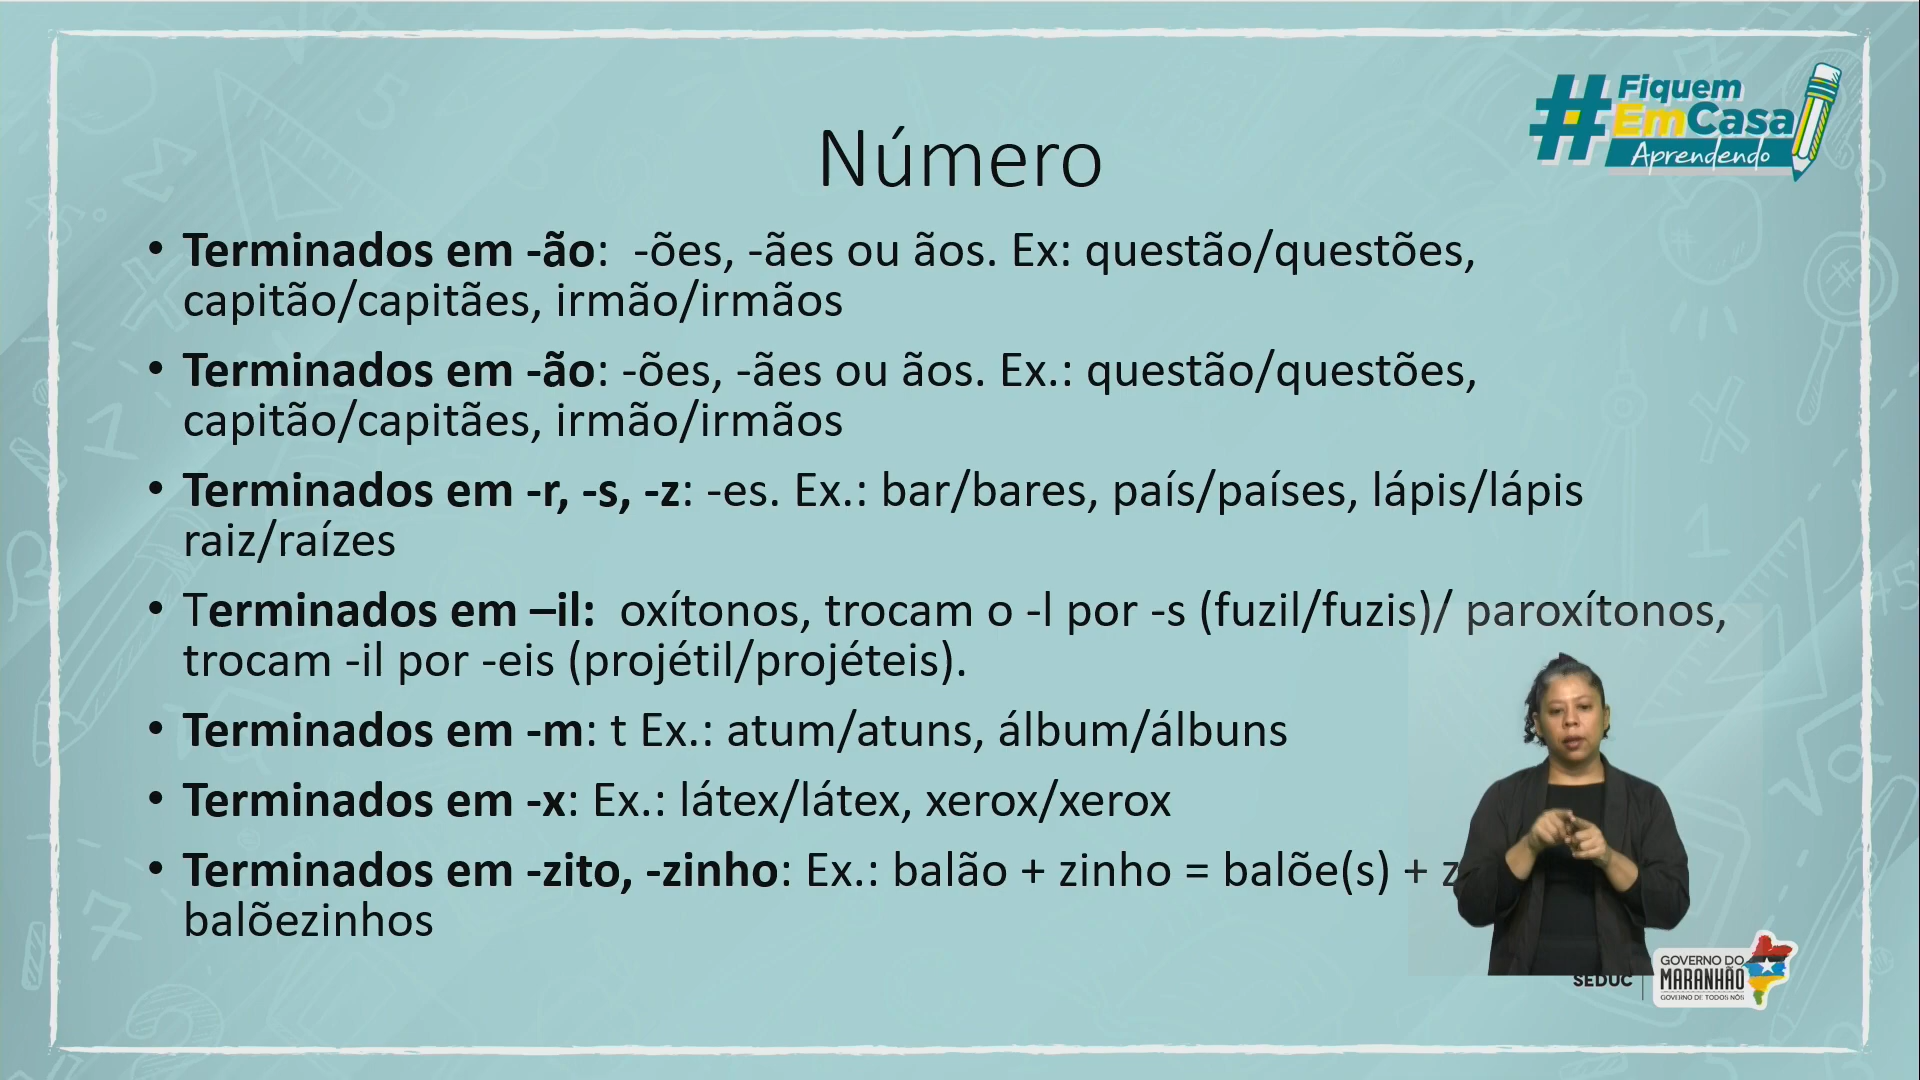 #Fiquem
EmCasa
Aprendendo
Número
• Terminados em -ão:  -ões, -ães ou ãos. Ex: questão/questões,
capitão/capitães, irmão/irmãos
• Terminados em -ão: -ões, -ães ou ãos. Ex.: questão/questões,
capitão/capitães, irmão/irmãos
• Terminados em -r, -s, -z: -es. Ex.: bar/bares, país/países, lápis/lápis
raiz/raízes
• Terminados em –il:  oxítonos, trocam o -l por -s (fuzil/fuzis)/ paroxítonos,
trocam -il por -eis (projétil/projéteis).
• Terminados em -m: t Ex.: atum/atuns, álbum/álbuns
• Terminados em -x: Ex.: látex/látex, xerox/xerox
• Terminados em -zito, -zinho: Ex.: balão + zinho = balõe(s) +
balõezinhos
SEDUC
GOVERNO DO
MARANHÃO
GOVERNO DE TODOS NÓS